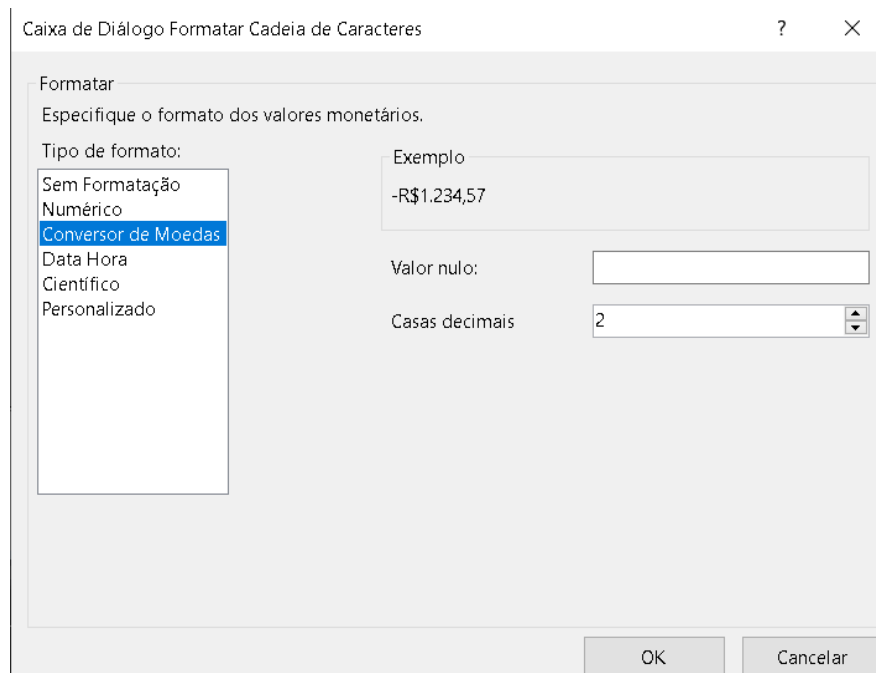 Caixa de Diálogo Formatar Cadeia de Caracteres
?
Formatar
Especifique o formato dos valores monetários.
Tipo de formato:
Sem Formatação
Numérico
Conversor de Moedas
Data Hora
Científico
Personalizado
Exemplo
-R$1.234,57
Valor nulo:
Casas decimais
2
OK
Cancelar